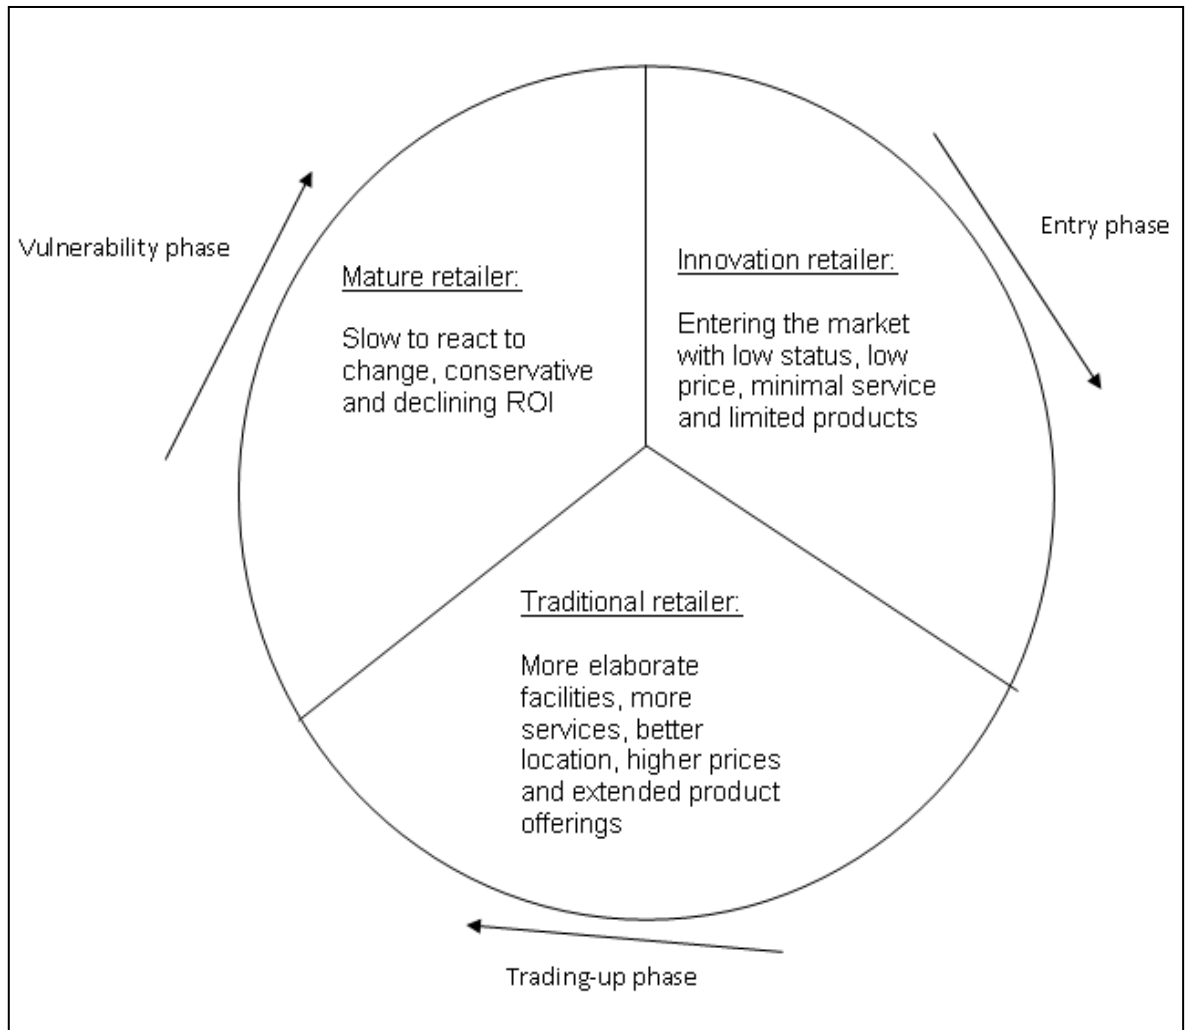 Vulnerability phase
Entry phase
Mature retailer:
Slow to react to
change, conservative
and declining ROI
Innovation retailer:
Entering the market
with low status, low
price, minimal service
and limited products
Traditional retailer:
More elaborate
facilities, more
services, better
location, higher prices
and extended product
offerings
Trading-up phase